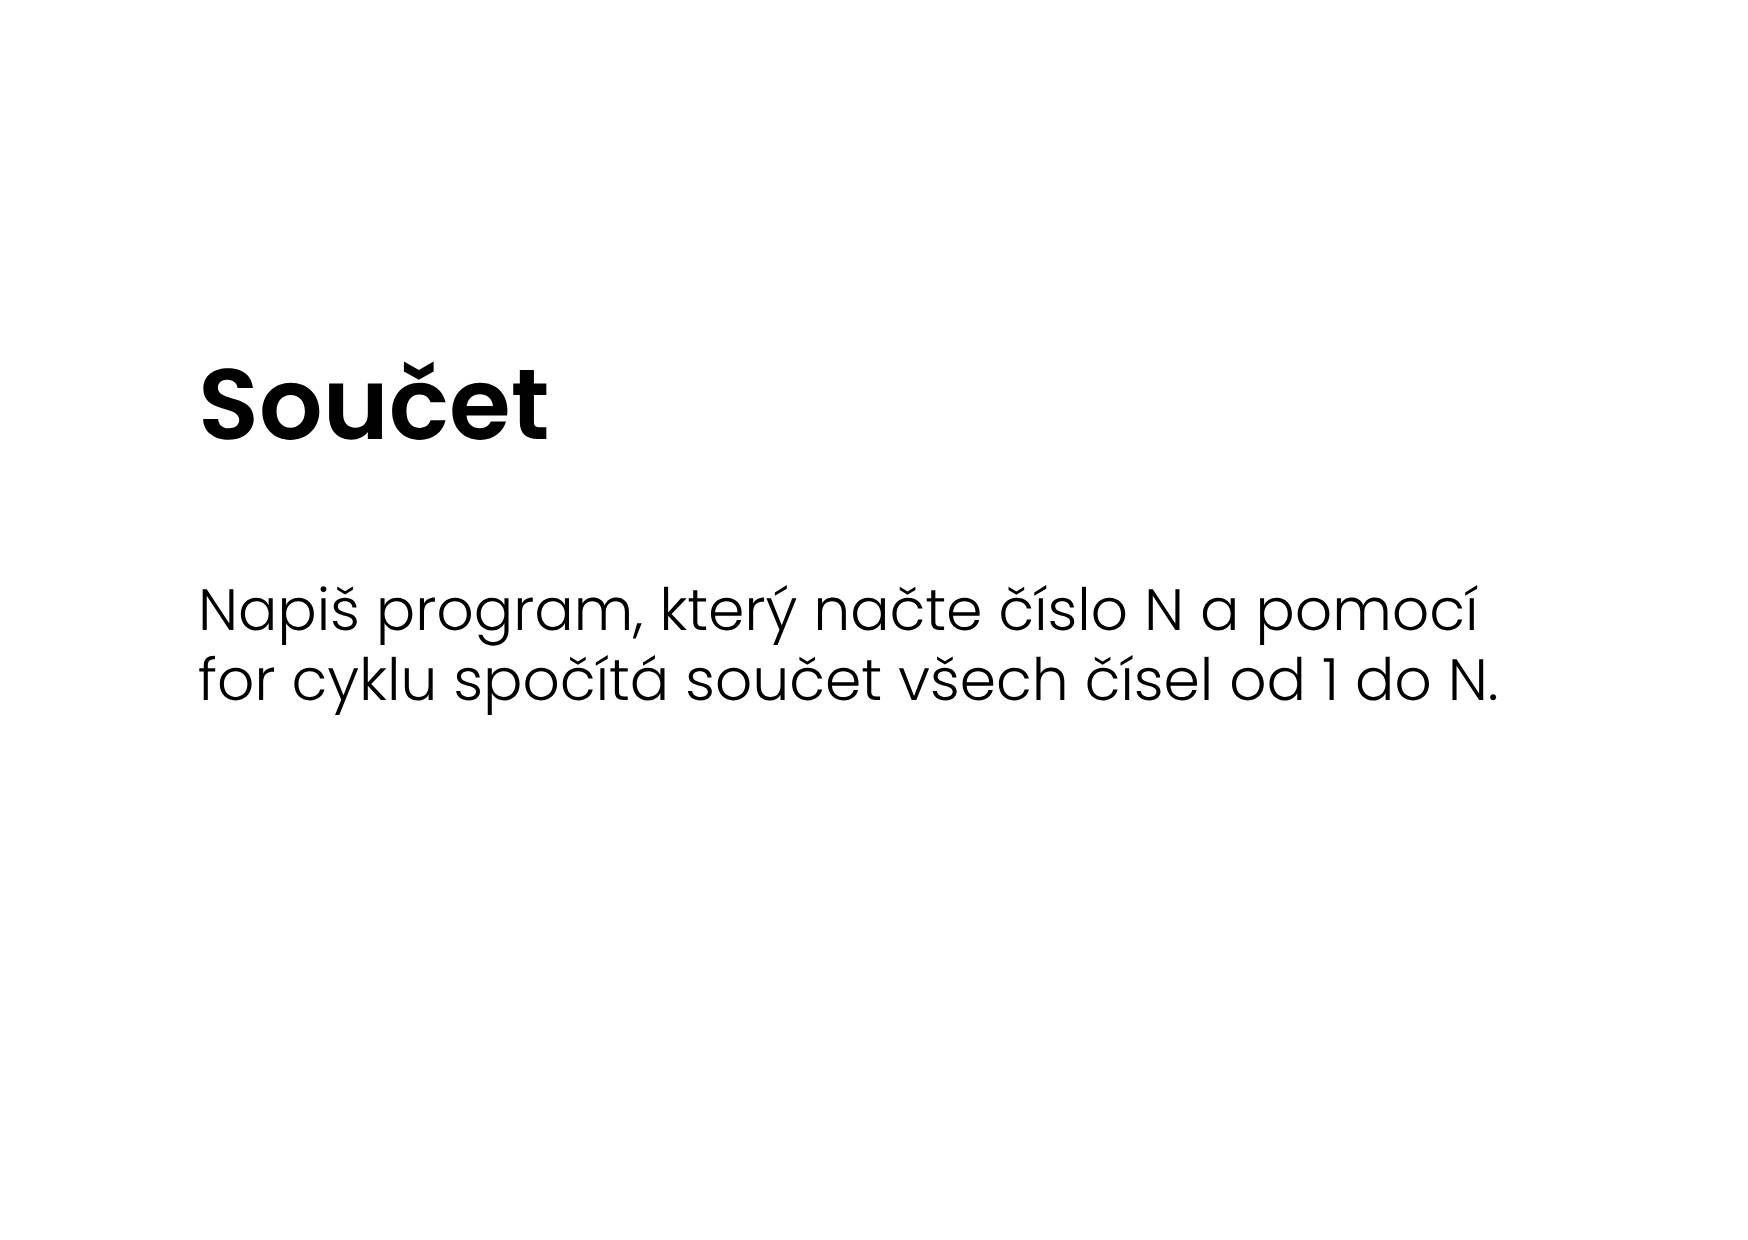 Součet
Napiš program, který načte číslo N a pomocí
for cyklu spočítá součet všech čísel od 1 do N.